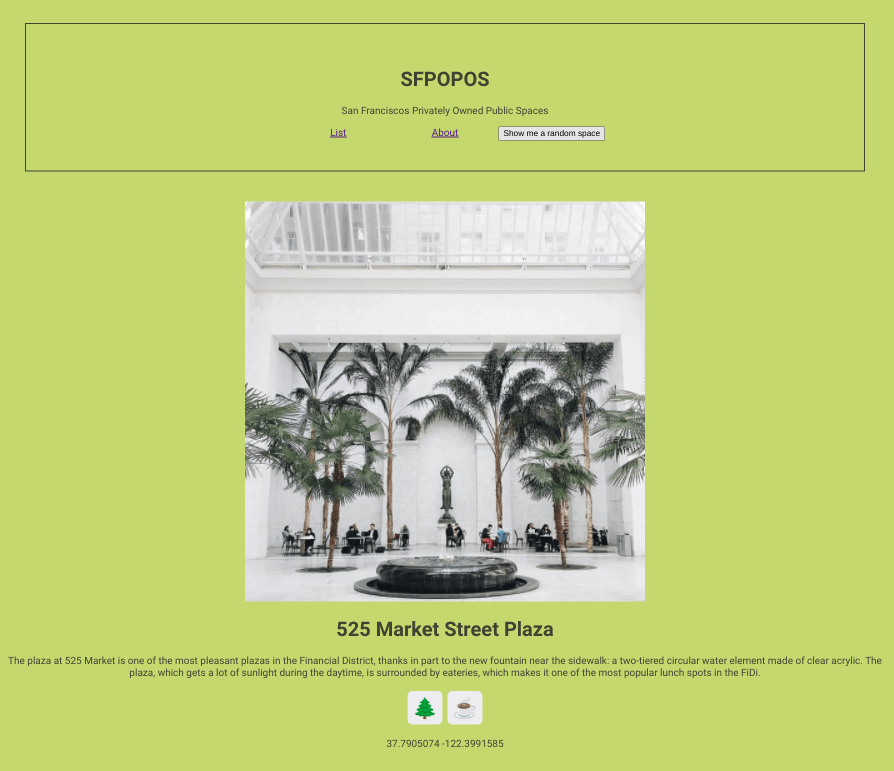 SFPOPOS
San Franciscos Privately Owned Public Spaces
List About Show me a random space
525 Market Street Plaza
The plaza at 525 Market is one of the most pleasant plazas in the Financial District, thanks in part to the new fountain near the sidewalk: a two-tiered circular water element made of clear acrylic. The
plaza, which gets a lot of sunlight during the daytime, is surrounded by eateries, which makes it one of the most popular lunch spots in the FiDi.
37.7905074 -122.3991585